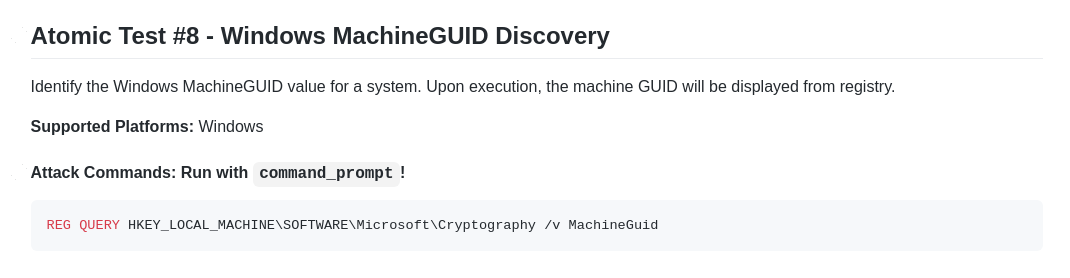 Atomic Test #8 - Windows MachineGUID Discovery
Identify the Windows MachineGUID value for a system. Upon execution, the machine GUID will be displayed from registry.
Supported Platforms: Windows
Attack Commands: Run with command_prompt!
REG QUERY HKEY_LOCAL_MACHINE\SOFTWARE\Microsoft\Cryptography /v MachineGuid